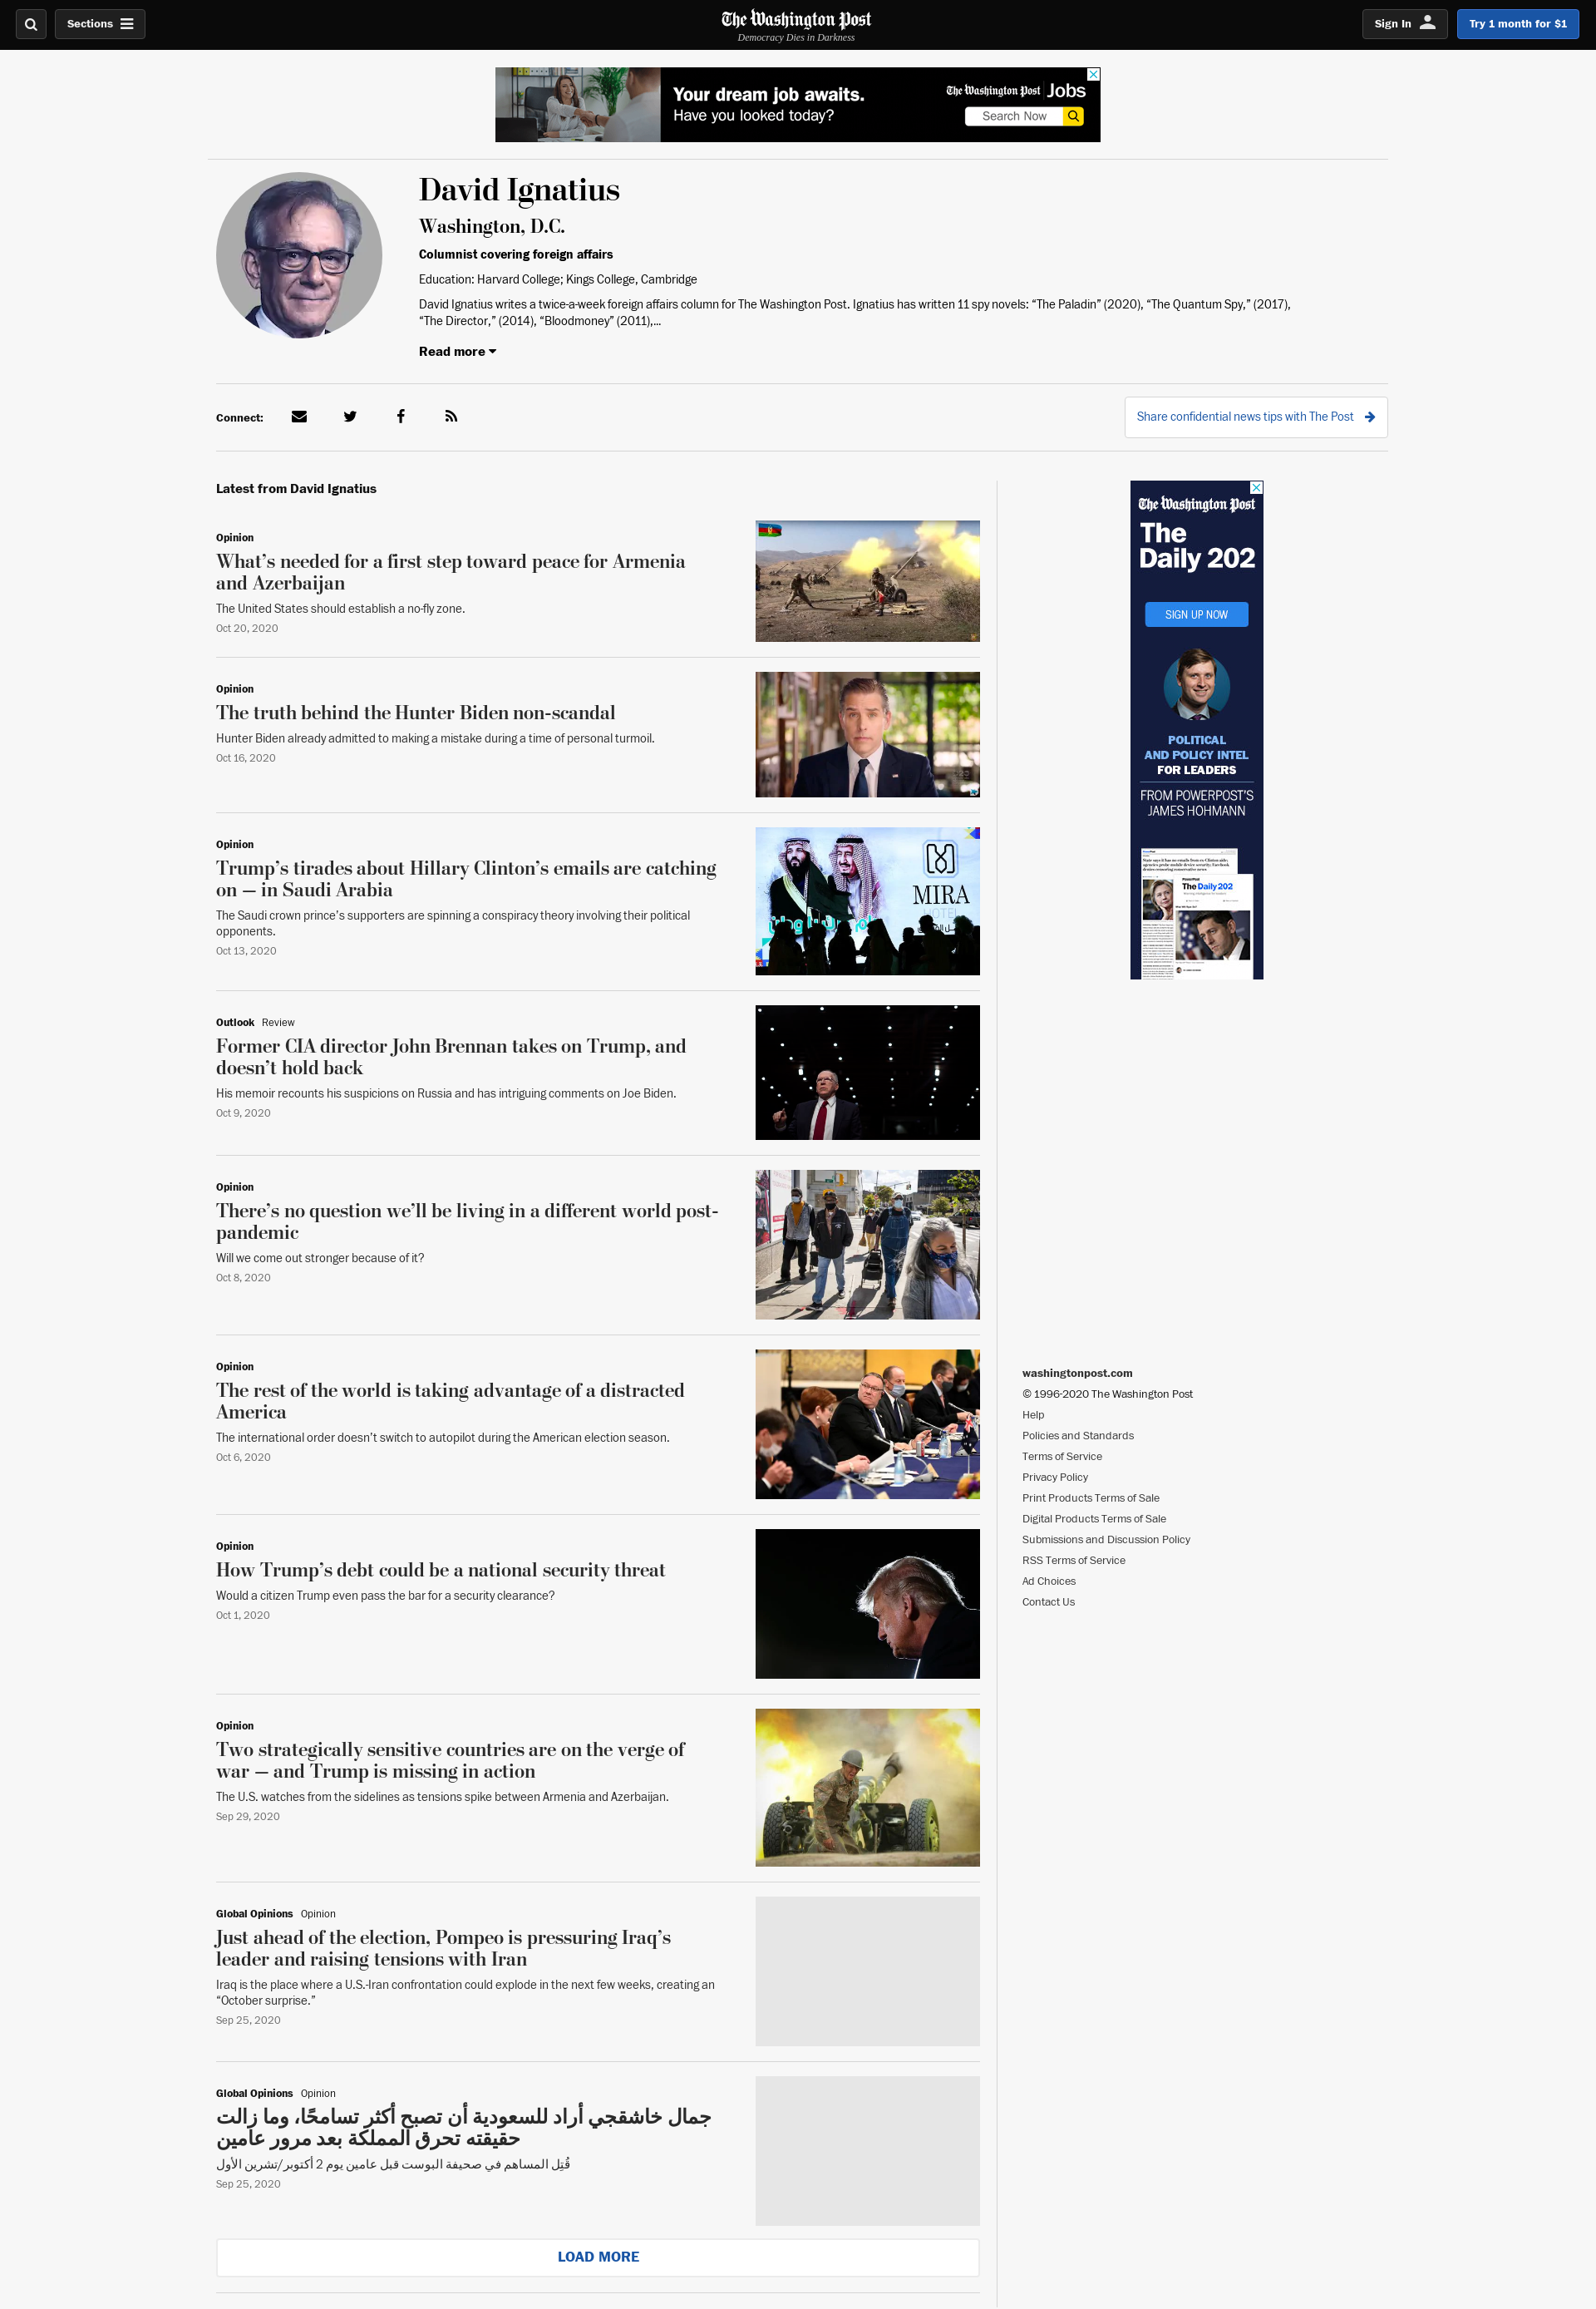 Sections
The Washington Post
Democracy Dies in Darkness
Sign In
Try 1 month for $1
Your dream job awaits.
Have you looked today?
The Washington Post Jobs
Search Now
David Ignatius
Washington, D.C.
Columnist covering foreign affairs
Education: Harvard College; Kings College, Cambridge
David Ignatius writes a twice-a-week foreign affairs column for The Washington Post. Ignatius has written 11 spy novels: “The Paladin” (2020), “The Quantum Spy,” (2017),
“The Director,” (2014), “Bloodmoney” (2011),...
Read more
Connect:
Share confidential news tips with The Post
Latest from David Ignatius
Opinion
What’s needed for a first step toward peace for Armenia
and Azerbaijan
The United States should establish a no-fly zone.
Oct 20, 2020
Opinion
The truth behind the Hunter Biden non-scandal
Hunter Biden already admitted to making a mistake during a time of personal turmoil.
Oct 16, 2020
Opinion
Trump’s tirades about Hillary Clinton’s emails are catching
on — in Saudi Arabia
The Saudi crown prince’s supporters are spinning a conspiracy theory involving their political
opponents.
Oct 13, 2020
MIRA
HOTEL
Outlook Review
Former CIA director John Brennan takes on Trump, and
doesn’t hold back
His memoir recounts his suspicions on Russia and has intriguing comments on Joe Biden.
Oct 9, 2020
Opinion
There’s no question we’ll be living in a different world post-
pandemic
Will we come out stronger because of it?
Oct 8, 2020
Opinion
The rest of the world is taking advantage of a distracted
America
The international order doesn’t switch to autopilot during the American election season.
Oct 6, 2020
Opinion
How Trump’s debt could be a national security threat
Would a citizen Trump even pass the bar for a security clearance?
Oct 1, 2020
Opinion
Two strategically sensitive countries are on the verge of
war — and Trump is missing in action
The U.S. watches from the sidelines as tensions spike between Armenia and Azerbaijan.
Sep 29, 2020
Global Opinions Opinion
Just ahead of the election, Pompeo is pressuring Iraq’s
leader and raising tensions with Iran
Iraq is the place where a U.S.-Iran confrontation could explode in the next few weeks, creating an
“October surprise.”
Sep 25, 2020
Global Opinions Opinion
جمال خاشقجي أراد للسعودية أن تصبح أكثر تسامحًا، وما زالت
حقيقته تحرق المملكة بعد مرور عامين
قُتِل المساهم في صحيفة البوست قبل عامين يوم 2 أكتوبر/تشرين الأول
Sep 25, 2020
LOAD MORE
The Washington Post
The
Daily 202
SIGN UP NOW
POLITICAL
AND POLICY INTEL
FOR LEADERS
FROM POWERPOST’S
JAMES HOHMANN
The Daily 202
washingtonpost.com
© 1996-2020 The Washington Post
Help
Policies and Standards
Terms of Service
Privacy Policy
Print Products Terms of Sale
Digital Products Terms of Sale
Submissions and Discussion Policy
RSS Terms of Service
Ad Choices
Contact Us